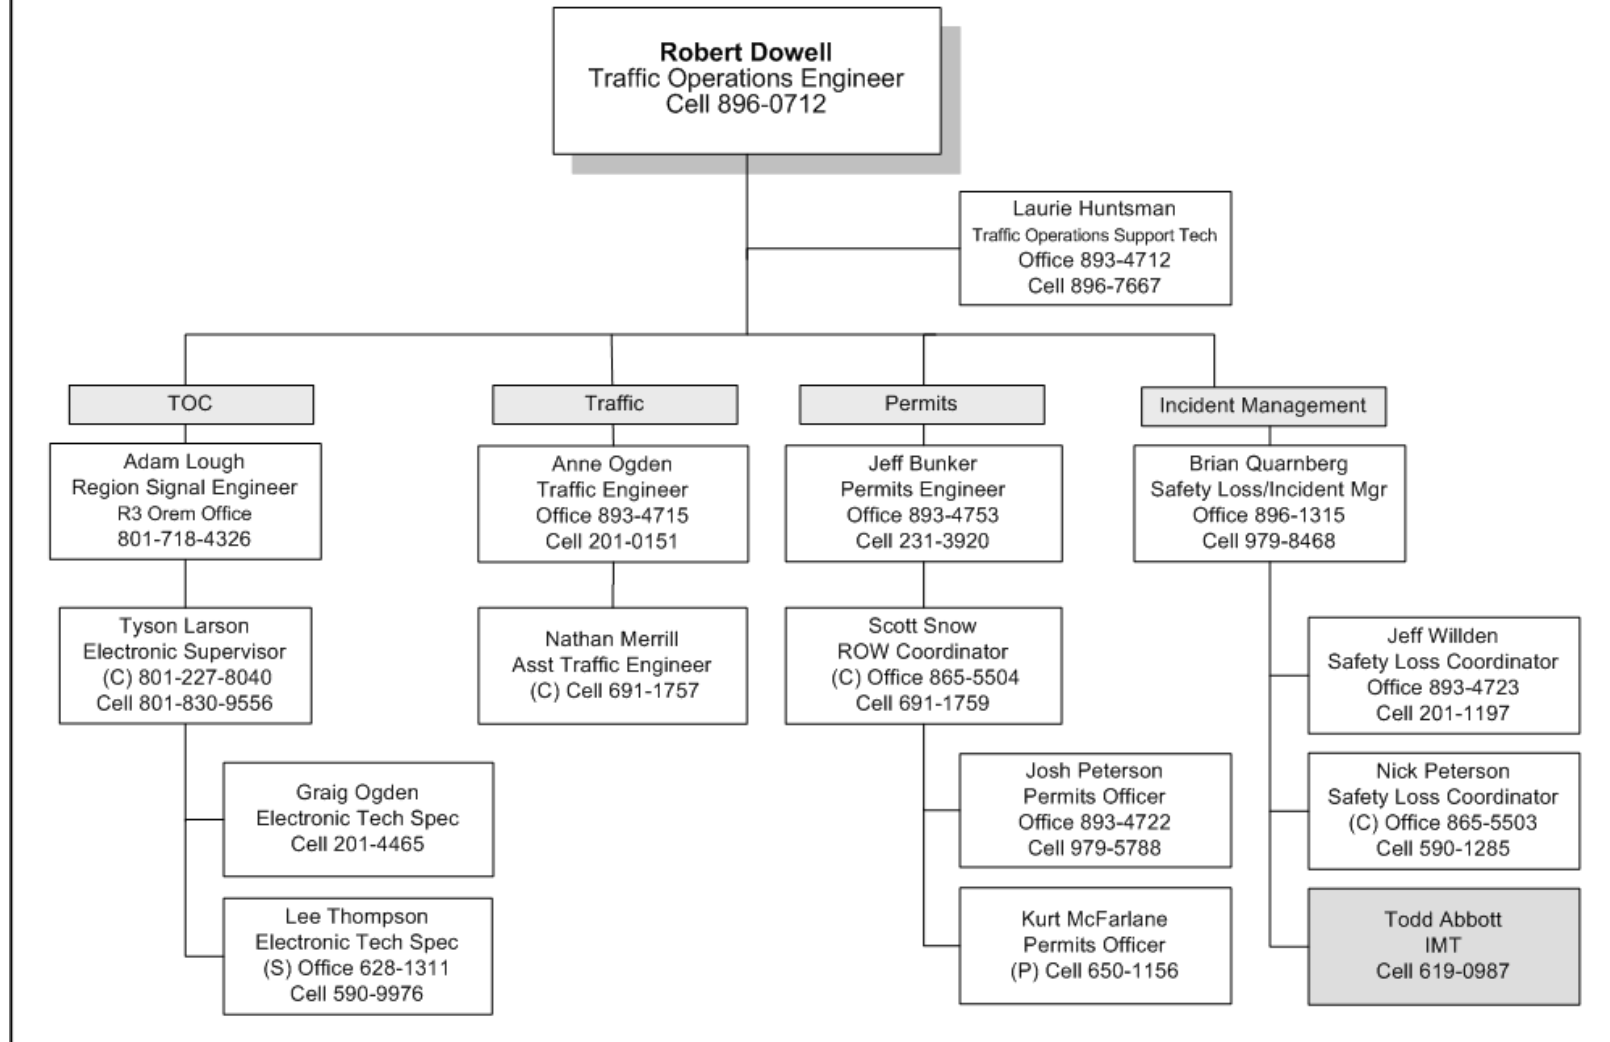 Robert Dowell
Traffic Operations Engineer
Cell 896-0712
Laurie Huntsman
Traffic Operations Support Tech
Office 893-4712
Cell 896-7667
TOC
Adam Lough
Region Signal Engineer
R3 Orem Office
801-718-4326
Tyson Larson
Electronic Supervisor
(C) 801-227-8040
Cell 801-830-9556
Graig Ogden
Electronic Tech Spec
Cell 201-4465
Lee Thompson
Electronic Tech Spec
(S) Office 628-1311
Cell 590-9976
Traffic
Anne Ogden
Traffic Engineer
Office 893-4715
Cell 201-0151
Nathan Merrill
Asst Traffic Engineer
(C) Cell 691-1757
Permits
Jeff Bunker
Permits Engineer
Office 893-4753
Cell 231-3920
Scott Snow
ROW Coordinator
(C) Office 865-5504
Cell 691-1759
Josh Peterson
Permits Officer
Office 893-4722
Cell 979-5788
Kurt McFarlane
Permits Officer
(P) Cell 650-1156
Incident Management
Brian Quarnberg
Safety Loss/Incident Mgr
Office 896-1315
Cell 979-8468
Jeff Willden
Safety Loss Coordinator
Office 893-4723
Cell 201-1197
Nick Peterson
Safety Loss Coordinator
(C) Office 865-5503
Cell 590-1285
Todd Abbott
IMT
Cell 619-0987